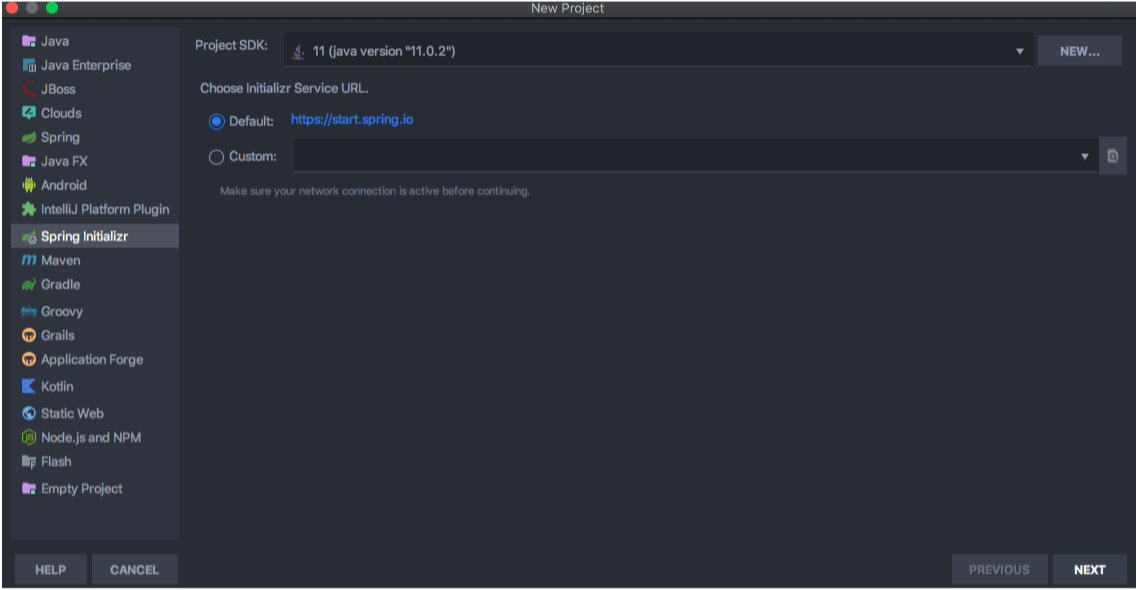 New Project
Java
Java Enterprise
JBoss
Clouds
Spring
Java FX
Android
IntelliJ Platform Plugin
Spring Initializr
Maven
Gradle
Groovy
Grails
Application Forge
Kotlin
Static Web
Node.js and NPM
Flash
Empty Project
Project SDK: 11 (java version "11.0.2") NEW...
Choose Initializr Service URL.
Default: https://start.spring.io
Custom:
Make sure your network connection is active before continuing.
HELP CANCEL PREVIOUS NEXT